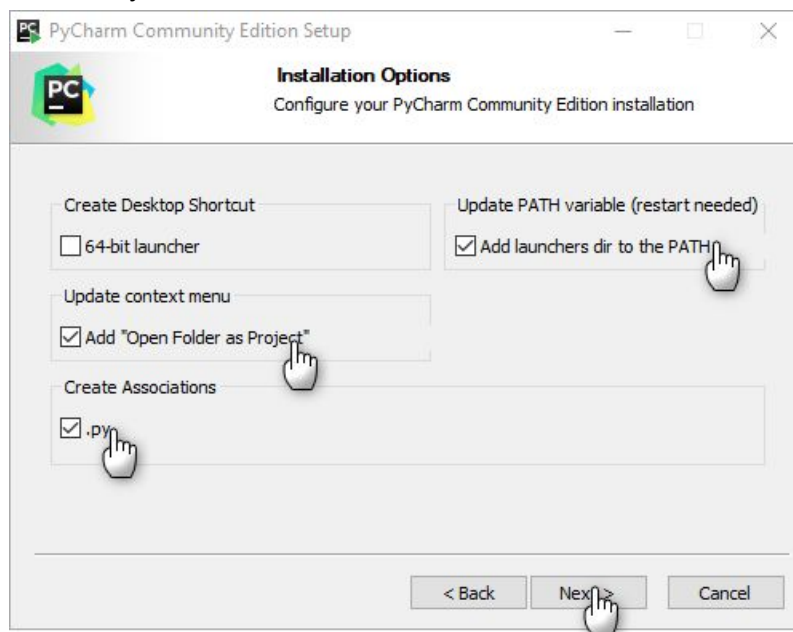 PyCharm Community Edition Setup
PC
Installation Options
Configure your PyCharm Community Edition installation
Create Desktop Shortcut
64-bit launcher
Update PATH variable (restart needed)
Add launchers dir to the PATH
Update context menu
Add "Open Folder as Project"
Create Associations
.py
< Back
Next >
Cancel